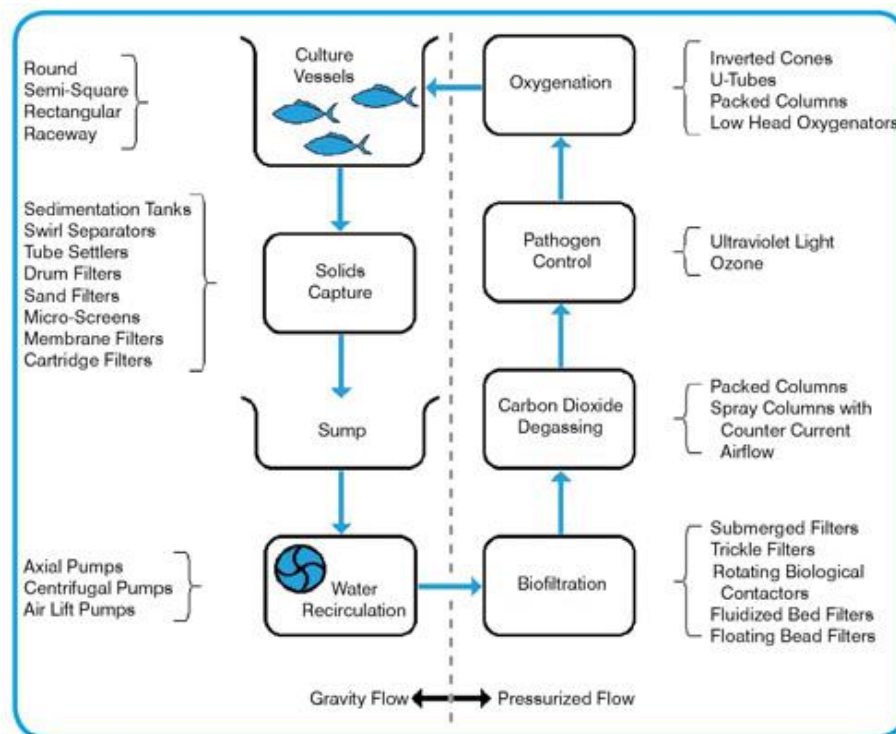 Round
Semi-Square
Rectangular
Raceway
Culture
Vessels
Oxygenation
Inverted Cones
U-Tubes
Packed Columns
Low Head Oxygenators
Sedimentation Tanks
Swirl Separators
Tube Settlers
Drum Filters
Sand Filters
Micro-Screens
Membrane Filters
Cartridge Filters
Solids
Capture
Pathogen
Control
Ultraviolet Light
Ozone
Sump
Carbon Dioxide
Degassing
Packed Columns
Spray Columns with
Counter Current
Airflow
Axial Pumps
Centrifugal Pumps
Air Lift Pumps
Water
Recirculation
Biofiltration
Submerged Filters
Trickle Filters
Rotating Biological
Contactors
Fluidized Bed Filters
Floating Bead Filters
Gravity Flow
Pressurized Flow